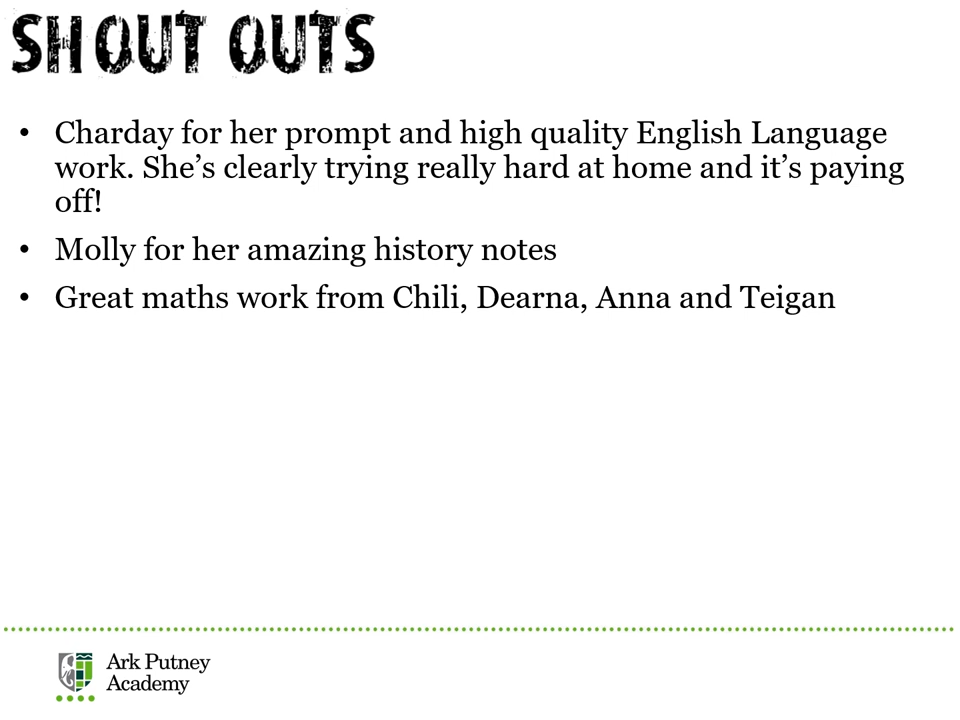 SHOUT OUTS
• Charday for her prompt and high quality English Language
work. She’s clearly trying really hard at home and it’s paying
off!
• Molly for her amazing history notes
• Great maths work from Chili, Dearna, Anna and Teigan
Ark Putney
Academy